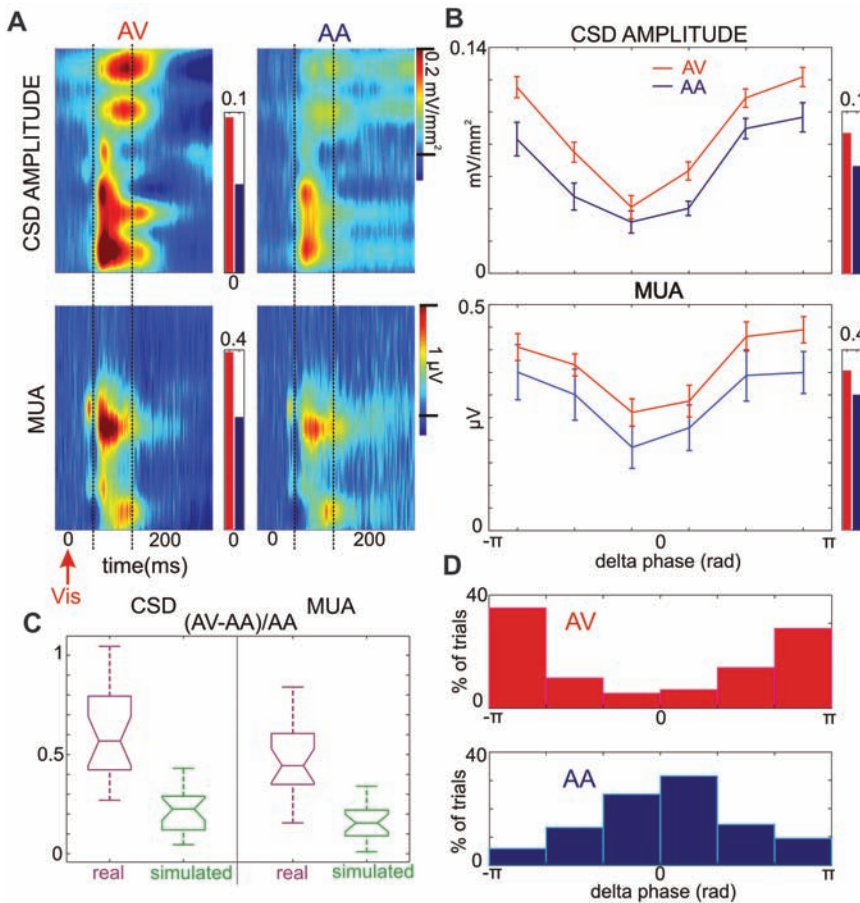 A
AV
AA
CSD AMPLITUDE
0.1
0
0.2 mV/mm²
MUA
0.4
0
1 µV
0 200 0 200
time(ms)
Vis
B
CSD AMPLITUDE
0.14
AV
AA
mV/mm²
0
0.1
MUA
0.5
µV
0
0.4
-π 0 π
delta phase (rad)
C
CSD MUA
(AV-AA)/AA
1
0.5
0
real simulated real simulated
D
40
AV
% of trials
0
-π 0 π
40
AA
% of trials
0
-π 0 π
delta phase (rad)